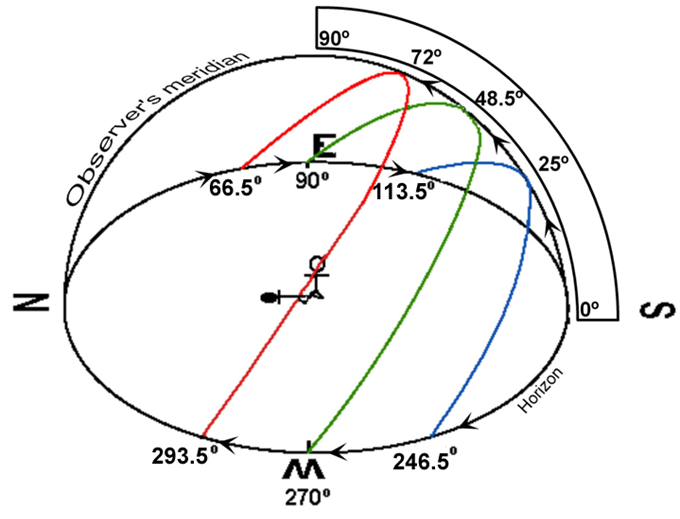 90º
72º
Observer's meridian
48.5º
E
25º
66.5º
90º
113.5º
N
S
0º
Horizon
293.5º
W
246.5º
270º